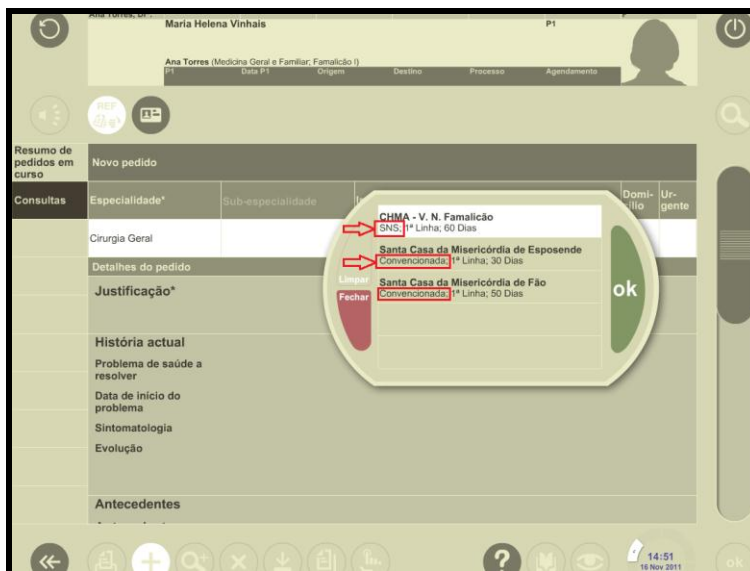 Maria Helena Vinhais
P1
Ana Torres (Medicina Geral e Familiar; Famalicão I)
P1 Data P1 Origem Destino Processo Agendamento
REF
Resumo de pedidos em curso
Novo pedido
Consultas
Especialidade*
Sub-especialidade
Domi-cílio
Ur-gente
Cirurgia Geral
CHMA - V. N. Famalicão
SNS; 1ª Linha; 60 Dias
Santa Casa da Misericórdia de Esposende
Convencionada; 1ª Linha; 30 Dias
Santa Casa da Misericórdia de Fão
Convencionada; 1ª Linha; 50 Dias
Limpar
Fechar
ok
Detalhes do pedido
Justificação*
História actual
Problema de saúde a
resolver
Data de início do
problema
Sintomatologia
Evolução
Antecedentes
14:51
16 Nov 2011
ok